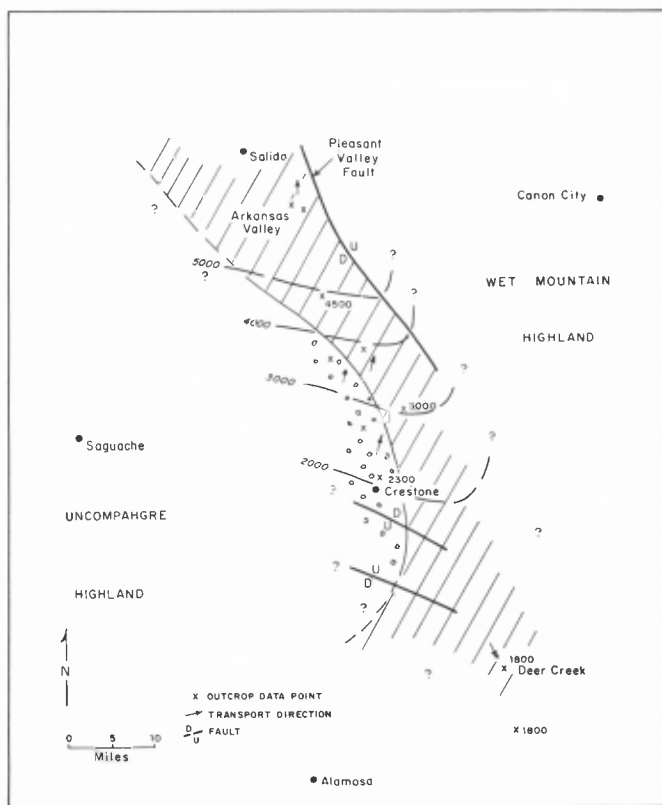 Salida
Pleasant
Valley
Fault
Canon City
?
Arkansas
Valley
U
D
?
5000
?
?
WET MOUNTAIN
4500
4000
HIGHLAND
?
3000
3000
?
Saguache
2000
2300
Crestone
?
UNCOMPAHGRE
D
U
?
?
U
D
HIGHLAND
?
1800
?
Deer Creek
N
x OUTCROP DATA POINT
TRANSPORT DIRECTION
D
U
FAULT
x1800
0 5 10
Miles
Alamosa